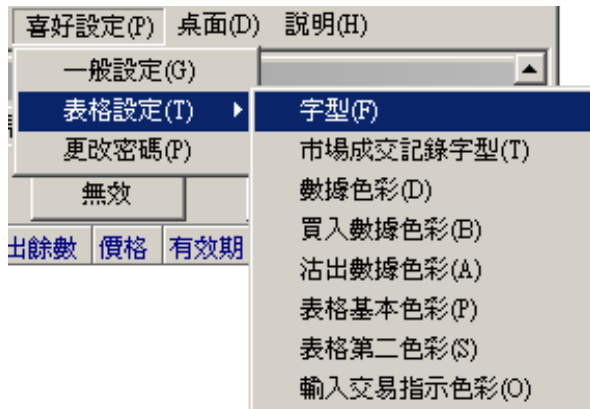 喜好設定(P) 桌面(D) 說明(H)
一般設定(G)
表格設定(T)
更改密碼(P)
字型(F)
市場成交記錄字型(T)
數據色彩(D)
買入數據色彩(B)
沽出數據色彩(A)
表格基本色彩(P)
表格第二色彩(S)
輸入交易指示色彩(O)
無效
出餘數 價格 有效期